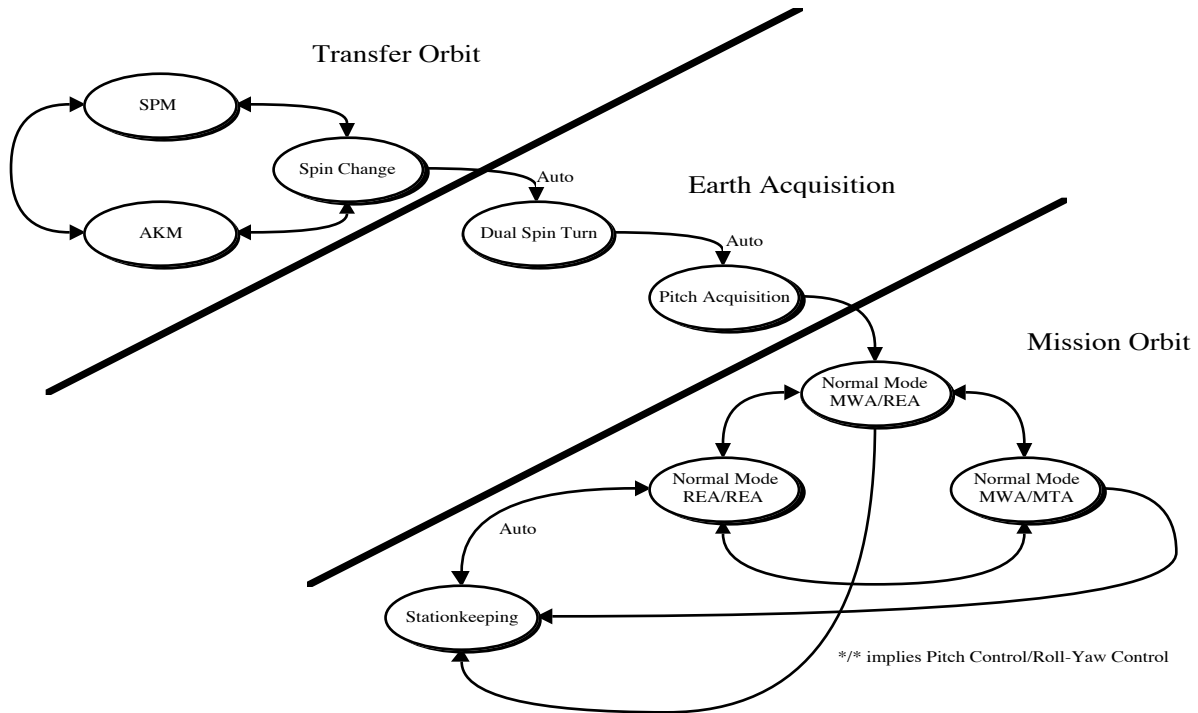 Transfer Orbit
SPM
Spin Change
Auto
Earth Acquisition
AKM
Dual Spin Turn
Auto
Pitch Acquisition
Mission Orbit
Normal Mode
MWA/REA
Normal Mode
REA/REA
Normal Mode
MWA/MTA
Auto
Stationkeeping
*/* implies Pitch Control/Roll-Yaw Control